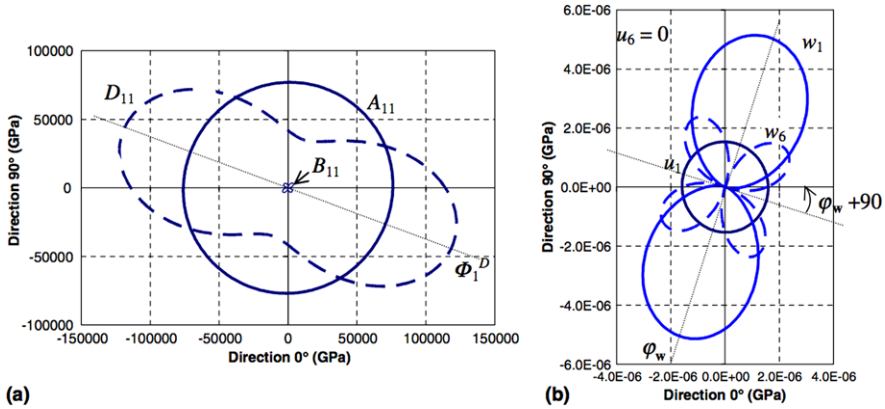 100000
50000
0
-50000
-100000
-150000 -100000 -50000 0 50000 100000 150000
Direction 90° (GPa)
Direction 0° (GPa)
D11
A11
B11
Φ1D
(a)
6.0E-06
4.0E-06
2.0E-06
0.0E+00
-2.0E-06
-4.0E-06
-6.0E-06
-4.0E-06 -2.0E-06 0.0E+00 2.0E-06 4.0E-06
Direction 90° (GPa)
Direction 0° (GPa)
u6 = 0
w1
w6
u1
φw +90
φw
(b)